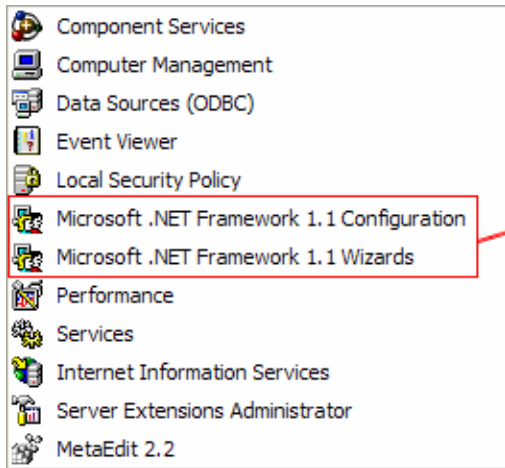 Component Services
Computer Management
Data Sources (ODBC)
Event Viewer
Local Security Policy
Microsoft .NET Framework 1.1 Configuration
Microsoft .NET Framework 1.1 Wizards
Performance
Services
Internet Information Services
Server Extensions Administrator
MetaEdit 2.2